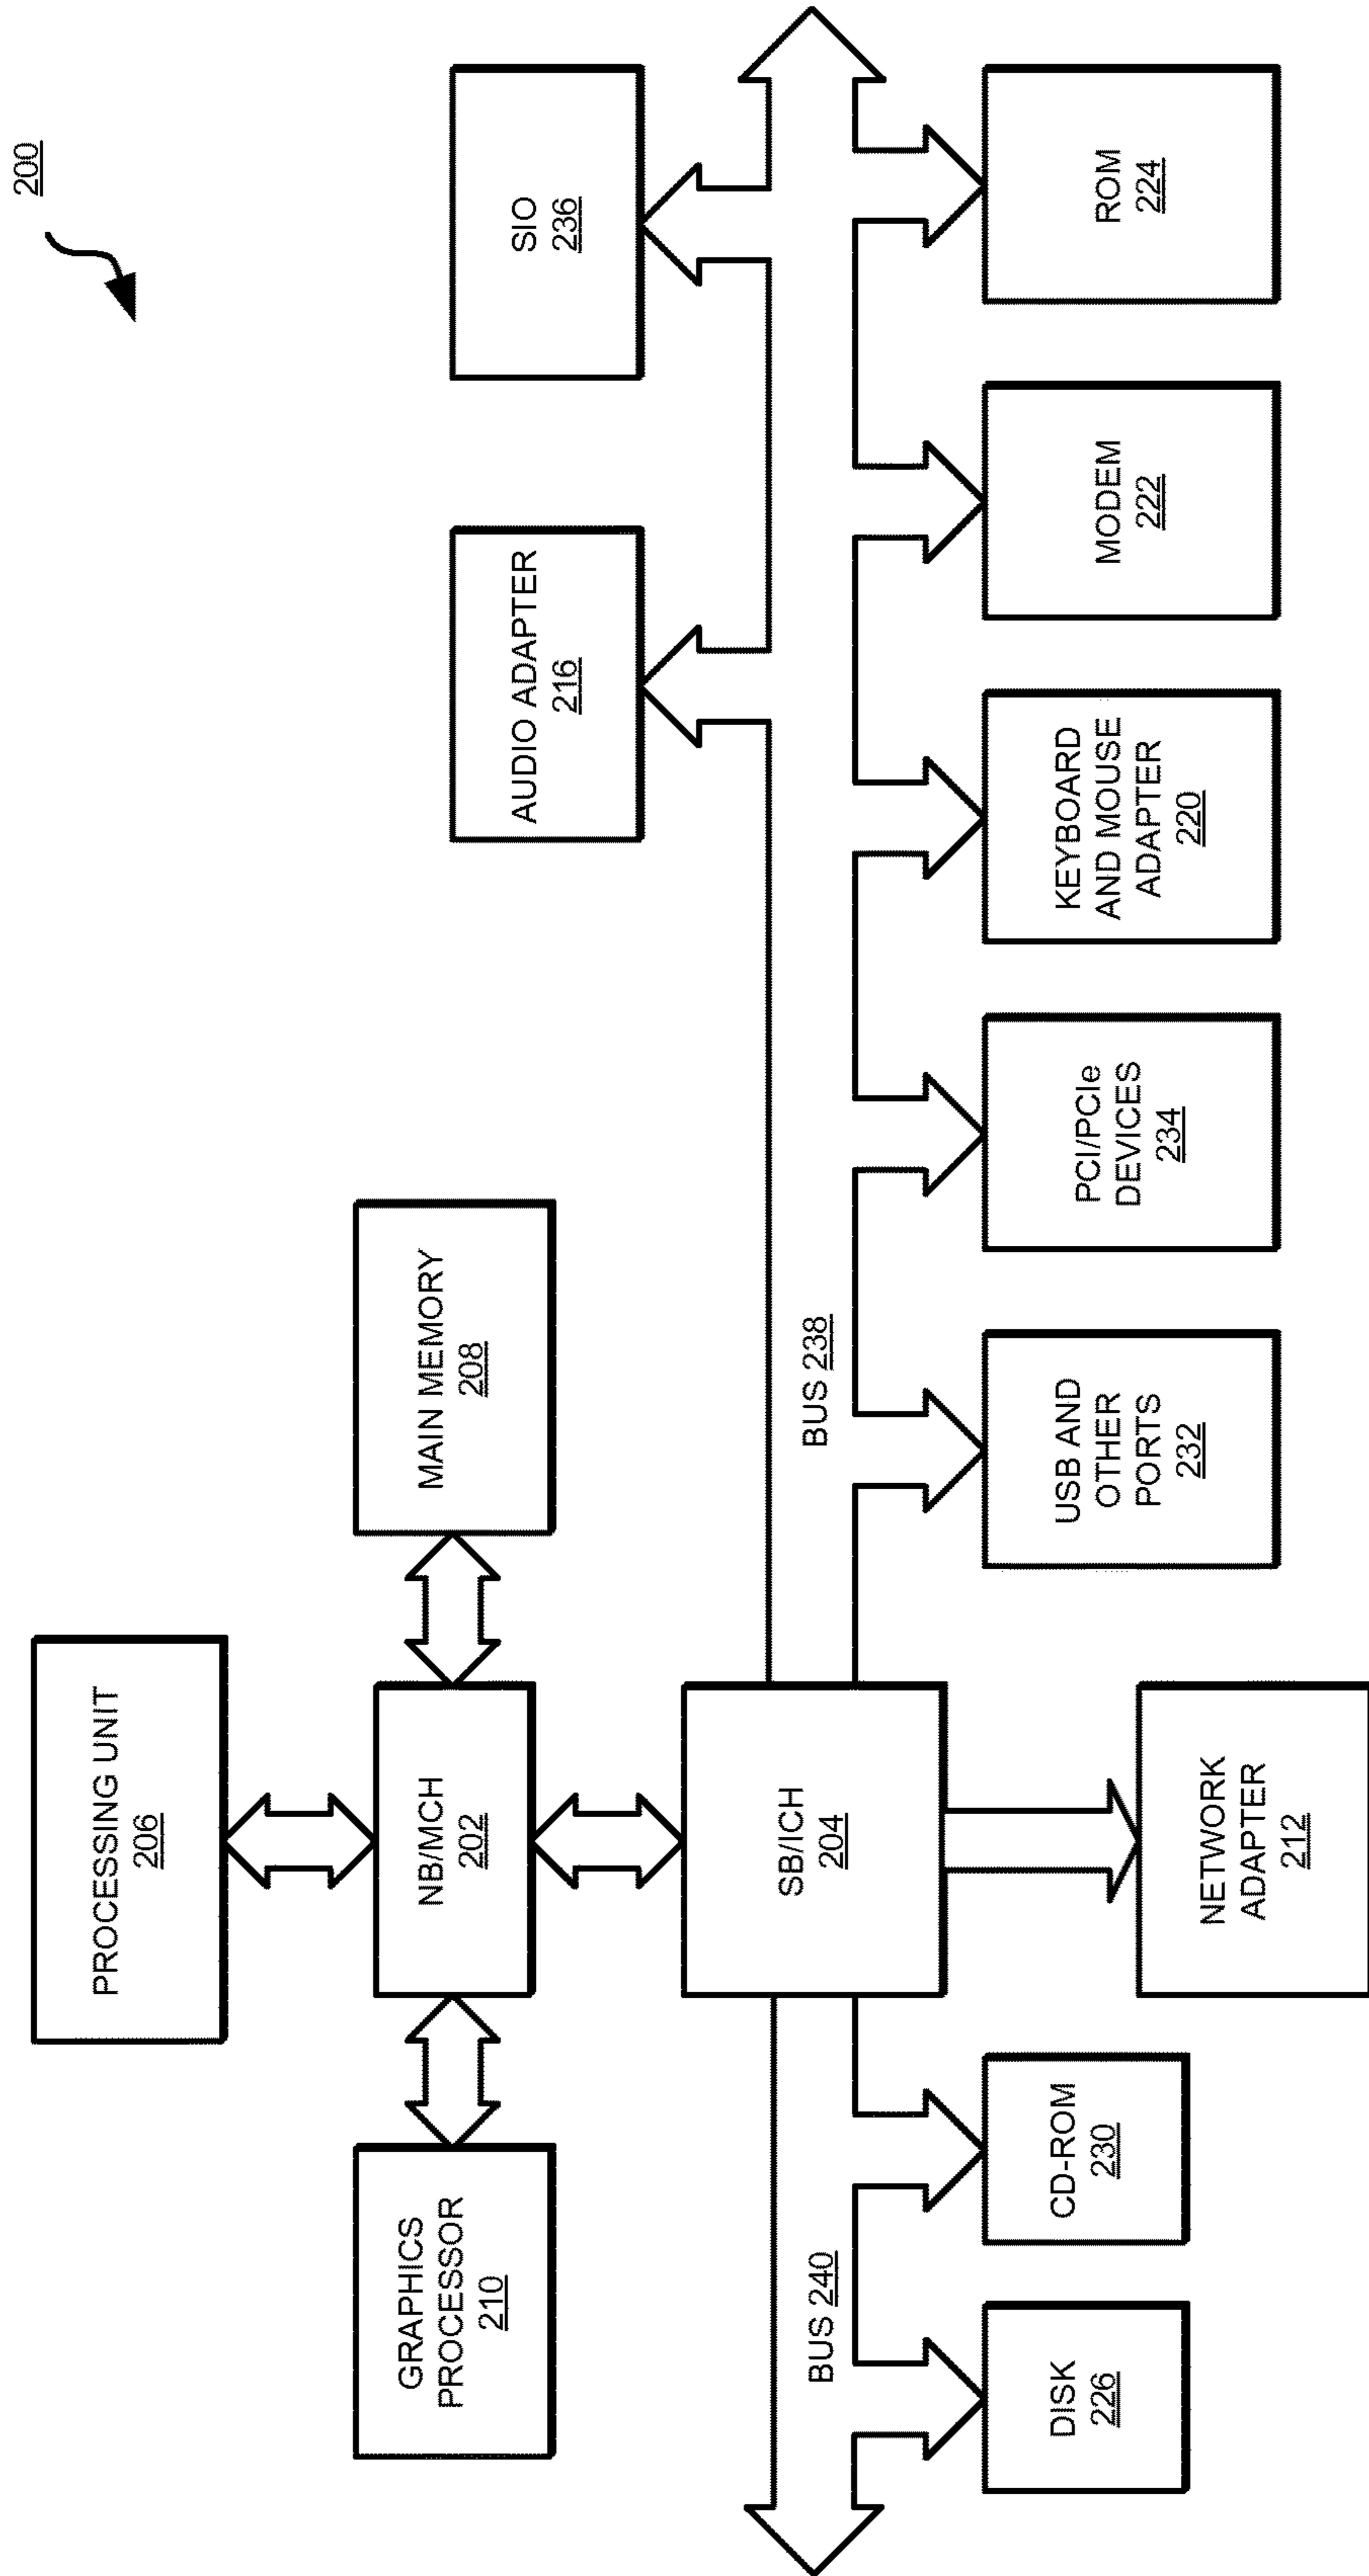 200
PROCESSING UNIT
206
GRAPHICS
PROCESSOR
210
NB/MCH
202
MAIN MEMORY
208
AUDIO ADAPTER
216
SIO
236
SB/ICH
204
BUS 240
BUS 238
DISK
226
CD-ROM
230
USB AND
OTHER
PORTS
232
PCI/PCIe
DEVICES
234
KEYBOARD
AND MOUSE
ADAPTER
220
MODEM
222
ROM
224
NETWORK
ADAPTER
212